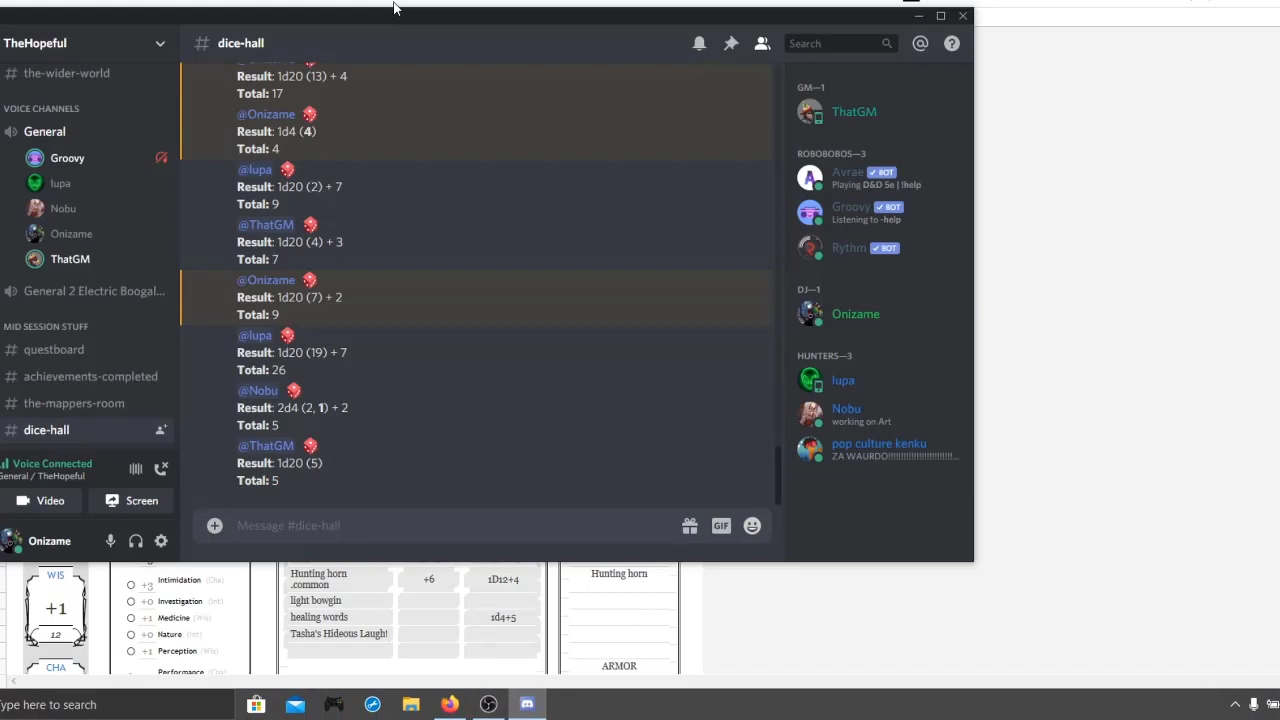 TheHopeful
# dice-hall
Search
# the-wider-world
VOICE CHANNELS
General
Groovy
lupa
Nobu
Onizame
ThatGM
General 2 Electric Boogal...
MID SESSION STUFF
# questboard
# achievements-completed
# the-mappers-room
# dice-hall
Voice Connected
General / TheHopeful
Video
Screen
Onizame
Result: 1d20 (13) + 4
Total: 17
@Onizame
Result: 1d4 (4)
Total: 4
@lupa
Result: 1d20 (2) + 7
Total: 9
@ThatGM
Result: 1d20 (4) + 3
Total: 7
@Onizame
Result: 1d20 (7) + 2
Total: 9
@lupa
Result: 1d20 (19) + 7
Total: 26
@Nobu
Result: 2d4 (2, 1) + 2
Total: 5
@ThatGM
Result: 1d20 (5)
Total: 5
Message #dice-hall
GIF
GM—1
ThatGM
ROBOBOBOS—3
Avrae BOT
Playing D&D 5e | !help
Groovy BOT
Listening to -help
Rythm BOT
DJ—1
Onizame
HUNTERS—3
lupa
Nobu
working on Art
pop culture kenku
ZA WAURDO!!!!!!!!!!!!!!!!!!!!!!!!!!...
WIS
+1
12
CHA
+3 Intimidation (Cha)
+0 Investigation (Int)
+1 Medicine (Wis)
+0 Nature (Int)
+1 Perception (Wis)
Performance (Cha)
Hunting horn +6 1D12+4
.common
light bowgin
healing words 1d4+5
Tasha's Hideous Laught
Hunting horn
ARMOR
ype here to search